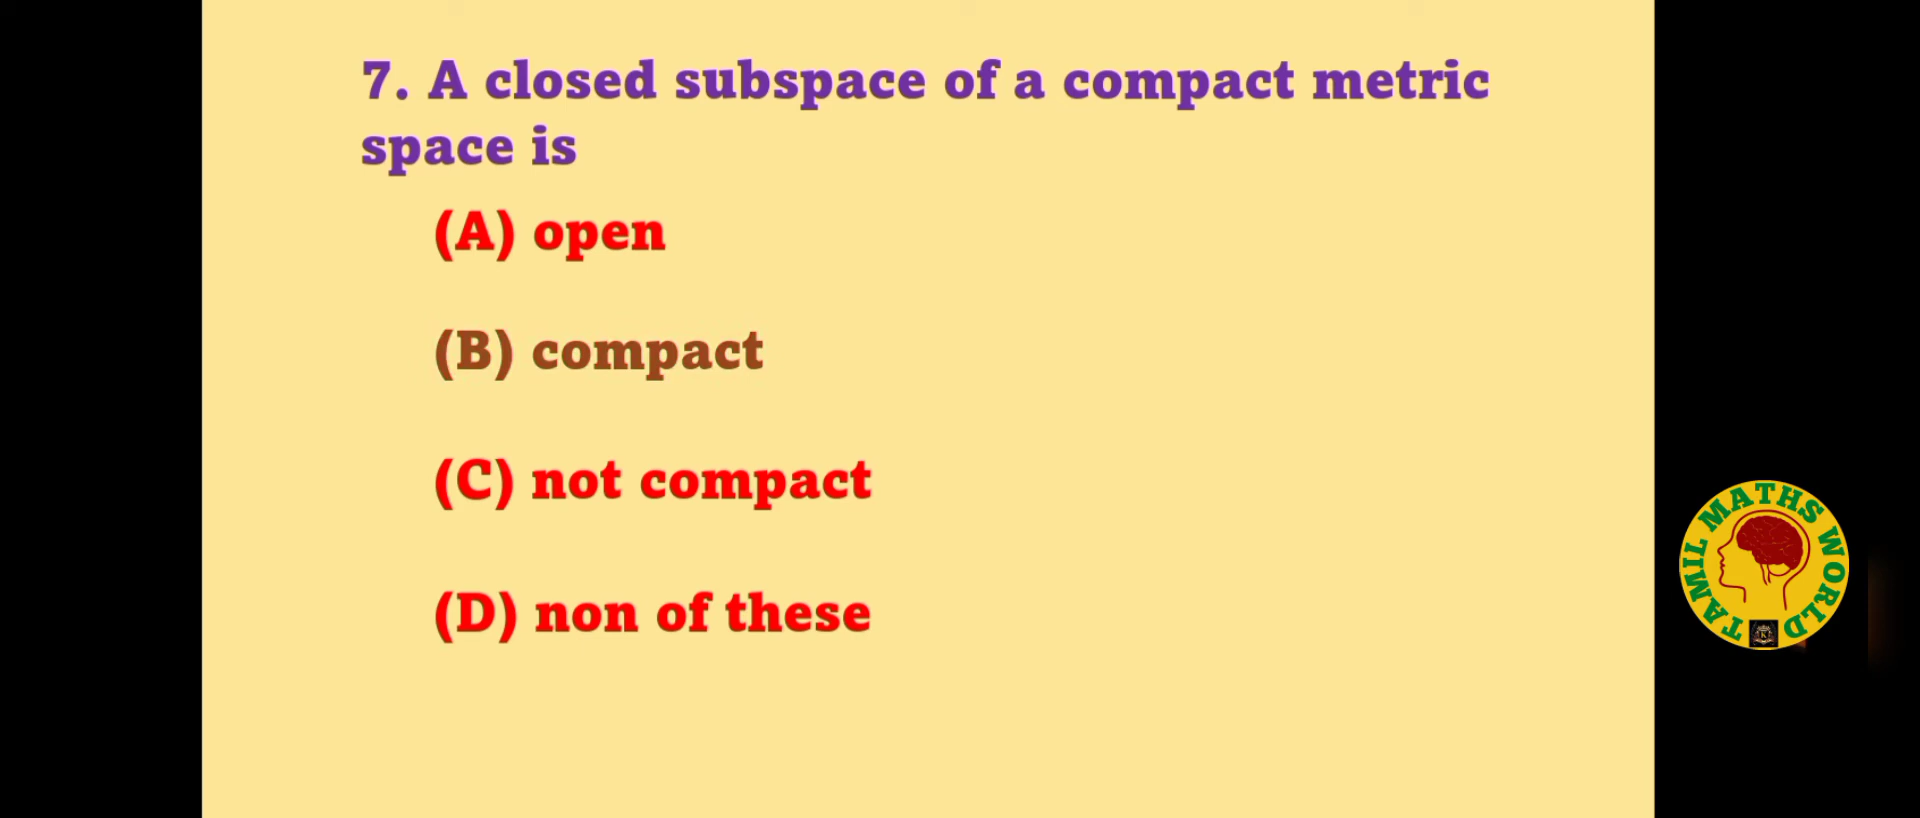 7. A closed subspace of a compact metric
space is
(A) open
(B) compact
(C) not compact
(D) non of these
TAMIL MATHS WORLD
K